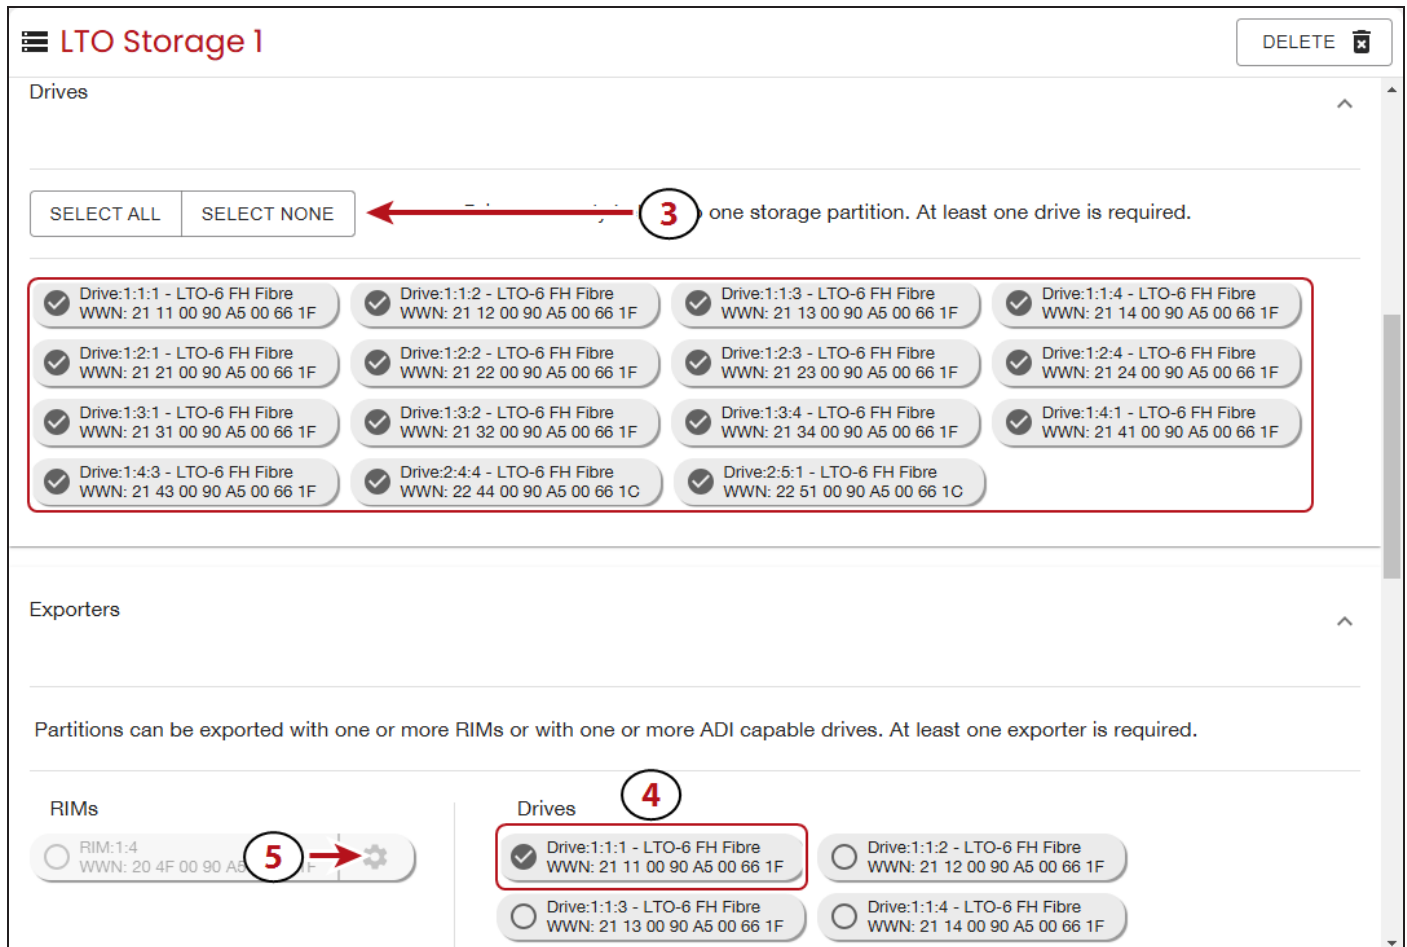 LTO Storage 1
DELETE
Drives
SELECT ALL SELECT NONE
3
one storage partition. At least one drive is required.
Drive:1:1:1 - LTO-6 FH Fibre
WWN: 21 11 00 90 A5 00 66 1F
Drive:1:1:2 - LTO-6 FH Fibre
WWN: 21 12 00 90 A5 00 66 1F
Drive:1:1:3 - LTO-6 FH Fibre
WWN: 21 13 00 90 A5 00 66 1F
Drive:1:1:4 - LTO-6 FH Fibre
WWN: 21 14 00 90 A5 00 66 1F
Drive:1:2:1 - LTO-6 FH Fibre
WWN: 21 21 00 90 A5 00 66 1F
Drive:1:2:2 - LTO-6 FH Fibre
WWN: 21 22 00 90 A5 00 66 1F
Drive:1:2:3 - LTO-6 FH Fibre
WWN: 21 23 00 90 A5 00 66 1F
Drive:1:2:4 - LTO-6 FH Fibre
WWN: 21 24 00 90 A5 00 66 1F
Drive:1:3:1 - LTO-6 FH Fibre
WWN: 21 31 00 90 A5 00 66 1F
Drive:1:3:2 - LTO-6 FH Fibre
WWN: 21 32 00 90 A5 00 66 1F
Drive:1:3:4 - LTO-6 FH Fibre
WWN: 21 34 00 90 A5 00 66 1F
Drive:1:4:1 - LTO-6 FH Fibre
WWN: 21 41 00 90 A5 00 66 1F
Drive:1:4:3 - LTO-6 FH Fibre
WWN: 21 43 00 90 A5 00 66 1F
Drive:2:4:4 - LTO-6 FH Fibre
WWN: 22 44 00 90 A5 00 66 1C
Drive:2:5:1 - LTO-6 FH Fibre
WWN: 22 51 00 90 A5 00 66 1C
Exporters
Partitions can be exported with one or more RIMs or with one or more ADI capable drives. At least one exporter is required.
RIMs
RIM:1:4
WWN: 20 4F 00 90
5
Drives
4
Drive:1:1:1 - LTO-6 FH Fibre
WWN: 21 11 00 90 A5 00 66 1F
Drive:1:1:2 - LTO-6 FH Fibre
WWN: 21 12 00 90 A5 00 66 1F
Drive:1:1:3 - LTO-6 FH Fibre
WWN: 21 13 00 90 A5 00 66 1F
Drive:1:1:4 - LTO-6 FH Fibre
WWN: 21 14 00 90 A5 00 66 1F